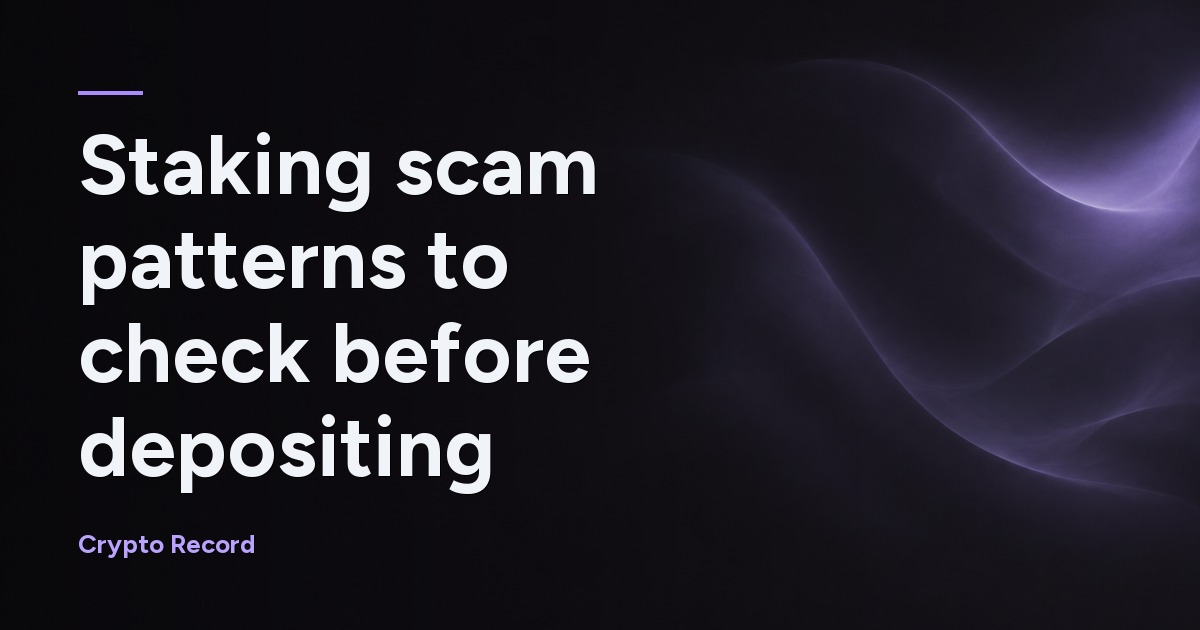 Staking scam
patterns to
check before
depositing
Crypto Record